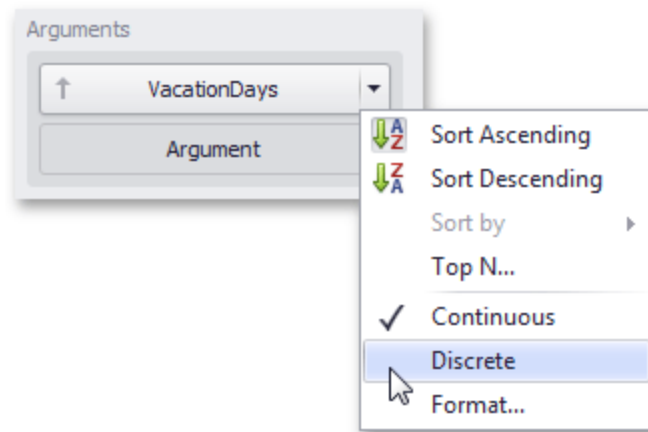 Arguments
VacationDays
Argument
Sort Ascending
Sort Descending
Sort by
Top N...
Continuous
Discrete
Format...